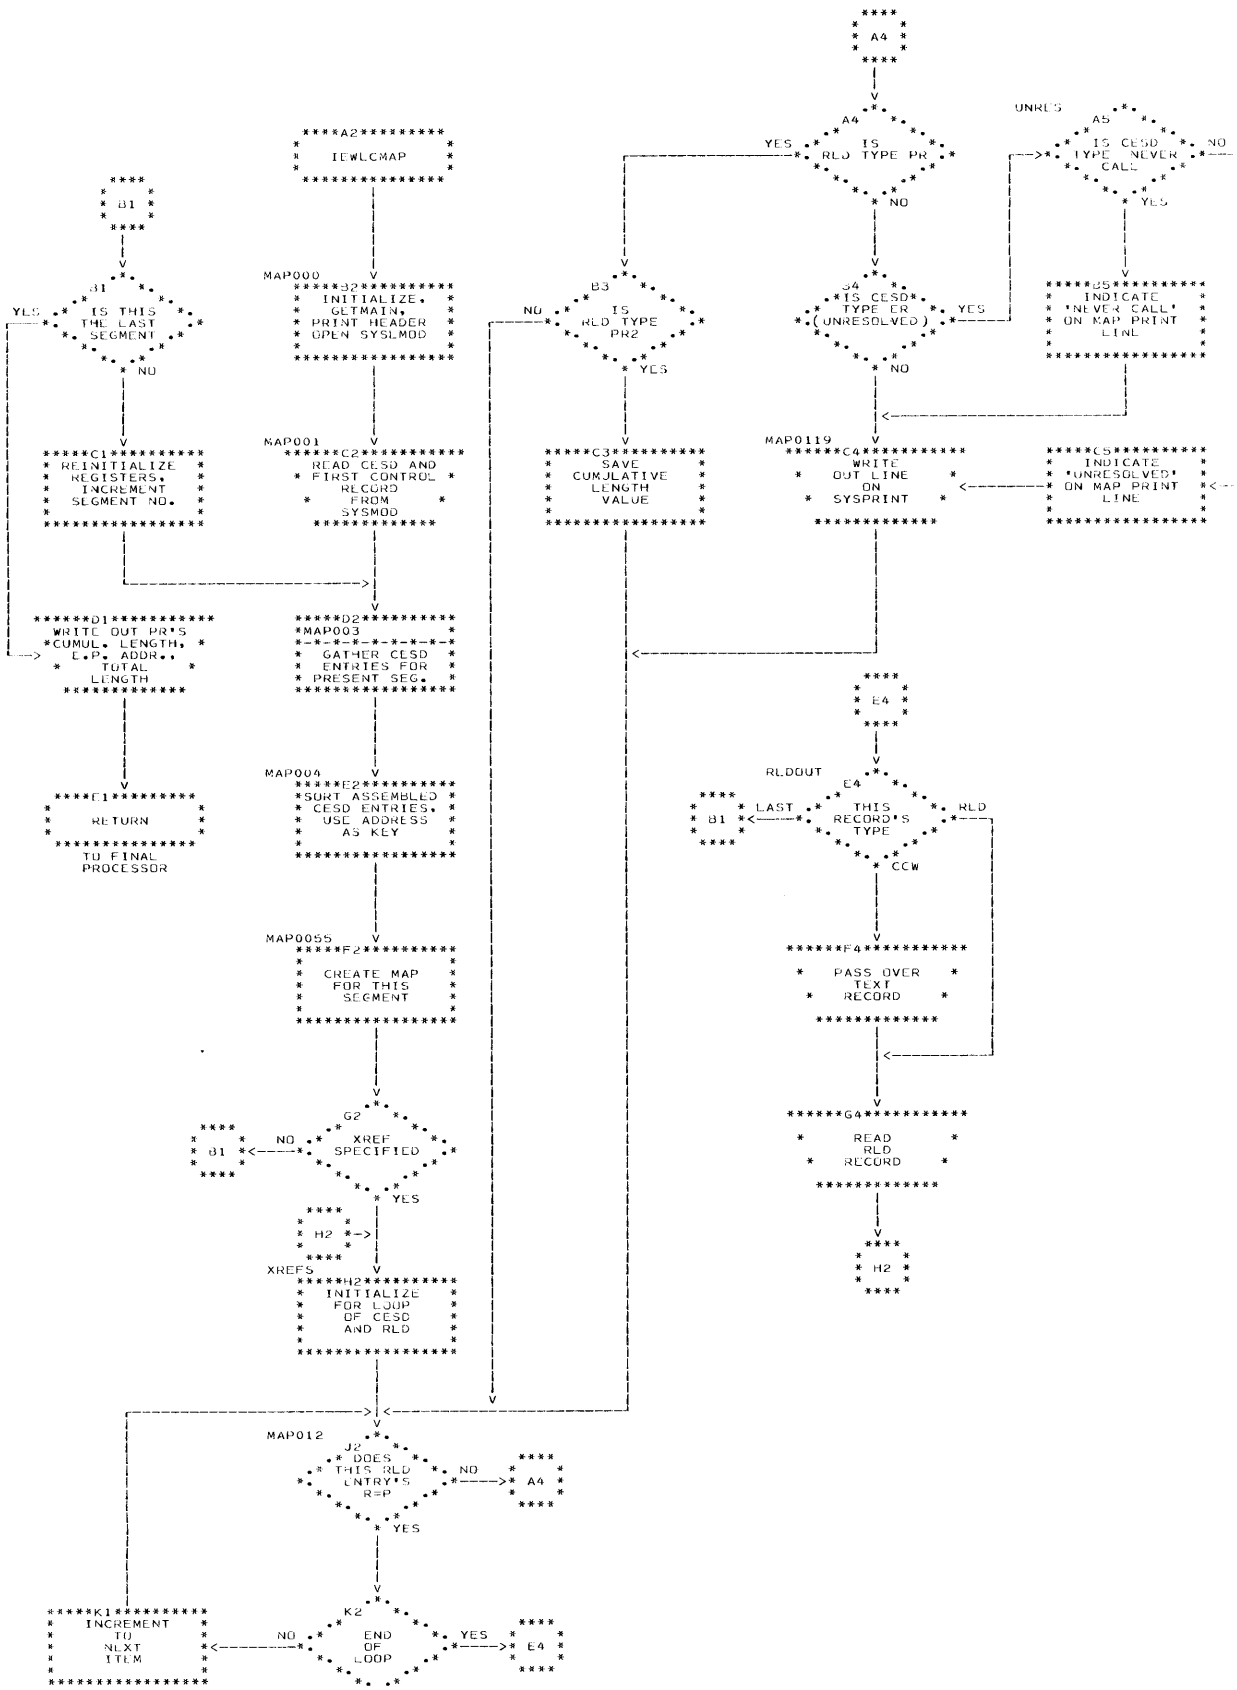 A4
A4
IS
RLD TYPE PR
YES
NO
UNRES
A5
IS CESD
TYPE NEVER
CALL
NO
YES
A2
IEWLCMAP
B1
B1
IS THIS
THE LAST
SEGMENT
YES
NO
MAP000
B2
INITIALIZE,
GETMAIN,
PRINT HEADER
OPEN SYSLMOD
B3
IS
RLD TYPE
PR2
NO
YES
B4
IS CESD
TYPE ER
(UNRESOLVED)
YES
NO
B5
INDICATE
'NEVER CALL'
ON MAP PRINT
LINE
C1
REINITIALIZE
REGISTERS,
INCREMENT
SEGMENT NO.
MAP001
C2
READ CESD AND
FIRST CONTROL
RECORD
FROM
SYSMOD
C3
SAVE
CUMULATIVE
LENGTH
VALUE
MAP0119
C4
WRITE
OUT LINE
ON
SYSPRINT
C5
INDICATE
'UNRESOLVED'
ON MAP PRINT
LINE
D1
WRITE OUT PR'S
CUMUL. LENGTH,
E.P. ADDR.,
TOTAL
LENGTH
D2
MAP003
GATHER CESD
ENTRIES FOR
PRESENT SEG.
E4
E1
RETURN
TO FINAL
PROCESSOR
MAP004
E2
SORT ASSEMBLED
CESD ENTRIES,
USE ADDRESS
AS KEY
RLDOUT
E4
THIS
RECORD'S
TYPE
LAST
B1
RLD
CCW
MAP0055
F2
CREATE MAP
FOR THIS
SEGMENT
F4
PASS OVER
TEXT
RECORD
G2
XREF
SPECIFIED
NO
B1
YES
G4
READ
RLD
RECORD
H2
H2
XREFS
H2
INITIALIZE
FOR LOOP
OF CESD
AND RLD
MAP012
J2
DOES
THIS RLD
ENTRY'S
R=P
NO
A4
YES
K1
INCREMENT
TO
NEXT
ITEM
K2
END
OF
LOOP
NO
YES
E4